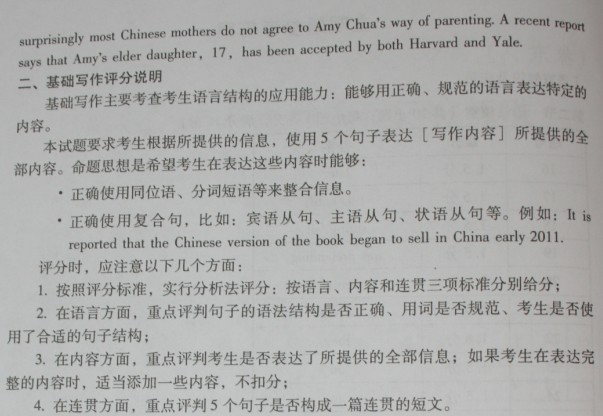 surprisingly most Chinese mothers do not agree to Amy Chua's way of parenting. A recent report
says that Amy's elder daughter, 17, has been accepted by both Harvard and Yale.
二、基础写作评分说明
基础写作主要考查考生语言结构的应用能力：能够用正确、规范的语言表达特定的
内容。
本试题要求考生根据所提供的信息，使用 5 个句子表达［写作内容］所提供的全
部内容。命题思想是希望考生在表达这些内容时能够：
·正确使用同位语、分词短语等来整合信息。
·正确使用复合句，比如：宾语从句、主语从句、状语从句等。例如：It is
reported that the Chinese version of the book began to sell in China early 2011.
评分时，应注意以下几个方面：
1. 按照评分标准，实行分析法评分：按语言、内容和连贯三项标准分别给分；
2. 在语言方面，重点评判句子的语法结构是否正确、用词是否规范、考生是否使
用了合适的句子结构；
3. 在内容方面，重点评判考生是否表达了所提供的全部信息；如果考生在表达完
整的内容时，适当添加一些内容，不扣分；
4. 在连贯方面，重点评判 5 个句子是否构成一篇连贯的短文。